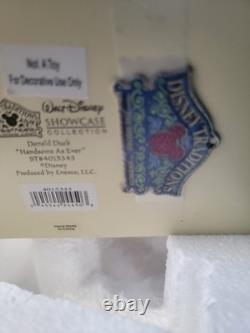 Not A Toy
For Decorative Use Only
WALT DISNEY
SHOWCASE
COLLECTION
Donald Duck
"Handsome As Ever"
ST#4015343
©Disney
Produced by Enesco, LLC.
DISNEY TRADITIONS